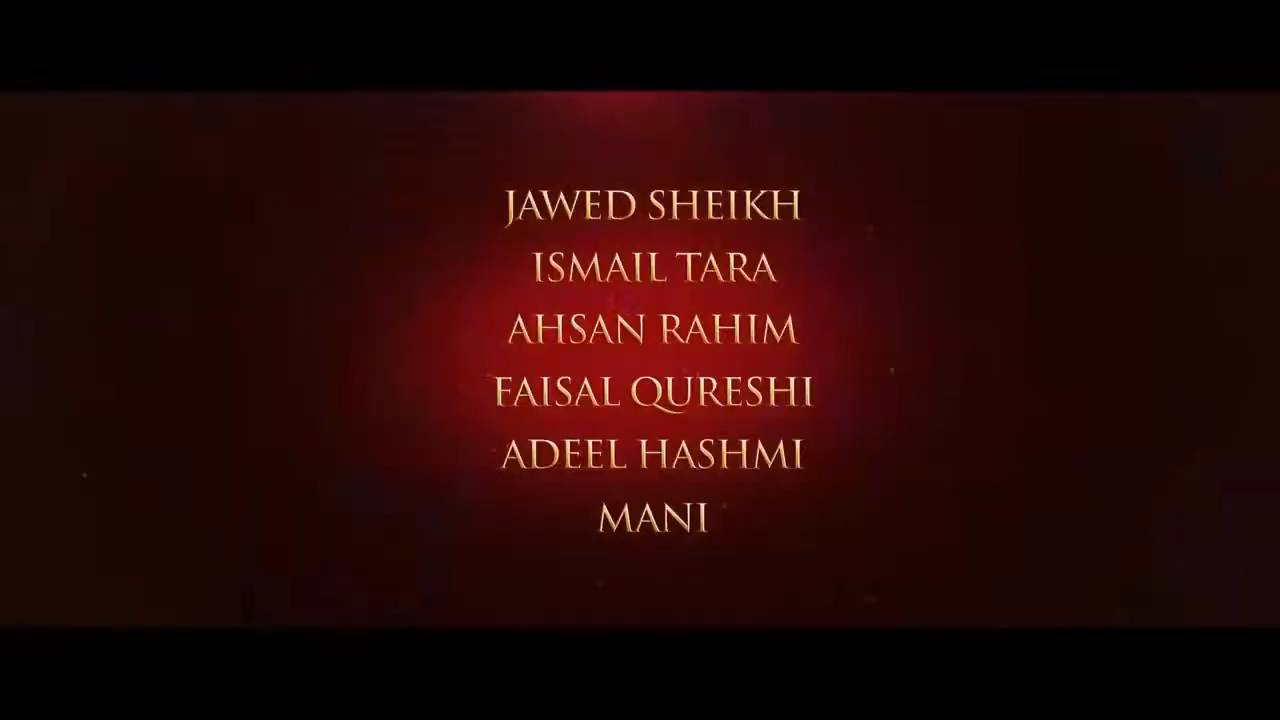 JAWED SHEIKH
ISMAIL TARA
AHSAN RAHIM
FAISAL QURESHI
ADEEL HASHMI
MANI